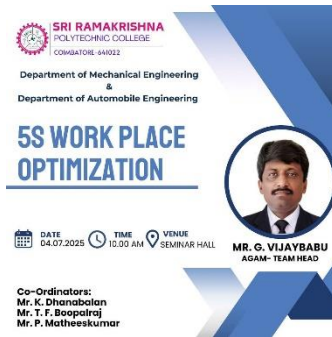 SRI RAMAKRISHNA
POLYTECHNIC COLLEGE
COIMBATORE-641022
Department of Mechanical Engineering
&
Department of Automobile Engineering
5S WORK PLACE
OPTIMIZATION
DATE
04.07.2025
TIME
10.00 AM
VENUE
SEMINAR HALL
MR. G. VIJAYBABU
AGAM- TEAM HEAD
Co-Ordinators:
Mr. K. Dhanabalan
Mr. T. F. Boopalraj
Mr. P. Matheeskumar